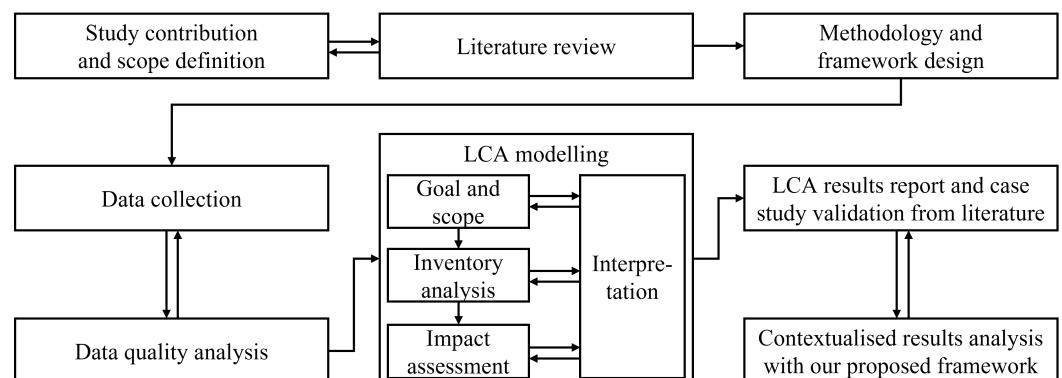 Study contribution
and scope definition
Literature review
Methodology and
framework design
Data collection
Data quality analysis
LCA modelling
Goal and
scope
Inventory
analysis
Impact
assessment
Interpre-
tation
LCA results report and case
study validation from literature
Contextualised results analysis
with our proposed framework